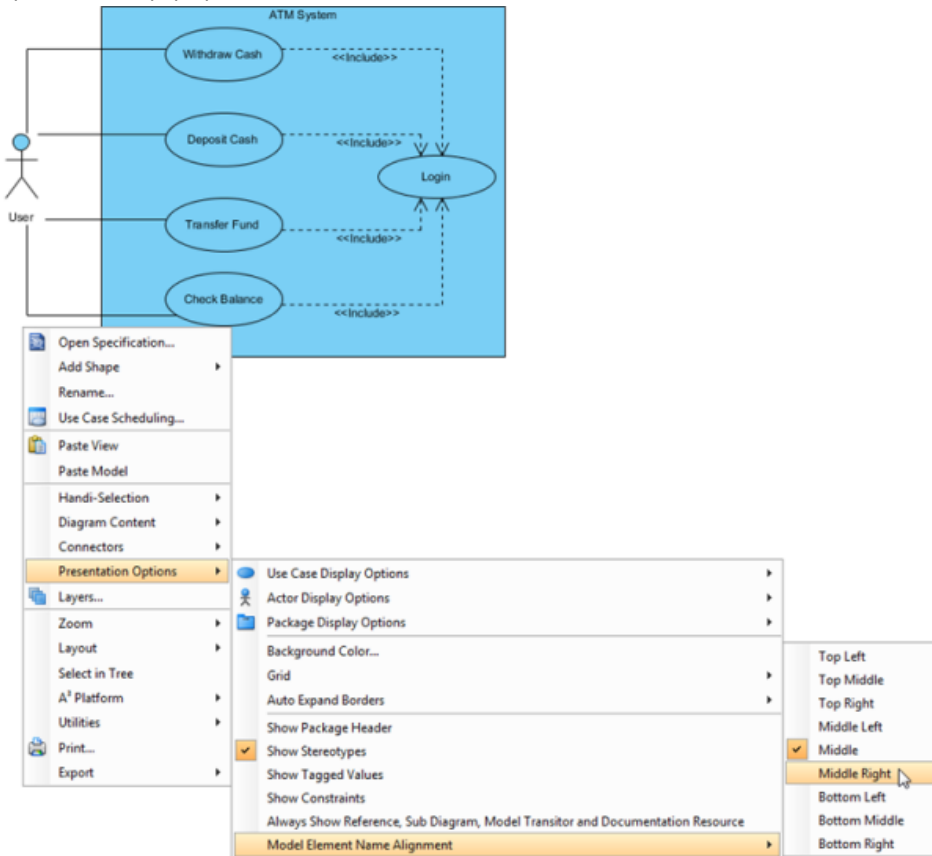 ATM System
Withdraw Cash
<<Include>>
Deposit Cash
<<Include>>
Login
User
Transfer Fund
<<Include>>
Check Balance
<<Include>>
Open Specification...
Add Shape
Rename...
Use Case Scheduling...
Paste View
Paste Model
Handi-Selection
Diagram Content
Connectors
Presentation Options
Layers...
Zoom
Layout
Select in Tree
A³ Platform
Utilities
Print...
Export
Use Case Display Options
Actor Display Options
Package Display Options
Background Color...
Grid
Auto Expand Borders
Show Package Header
Show Stereotypes
Show Tagged Values
Show Constraints
Always Show Reference, Sub Diagram, Model Transitor and Documentation Resource
Model Element Name Alignment
Top Left
Top Middle
Top Right
Middle Left
Middle
Middle Right
Bottom Left
Bottom Middle
Bottom Right